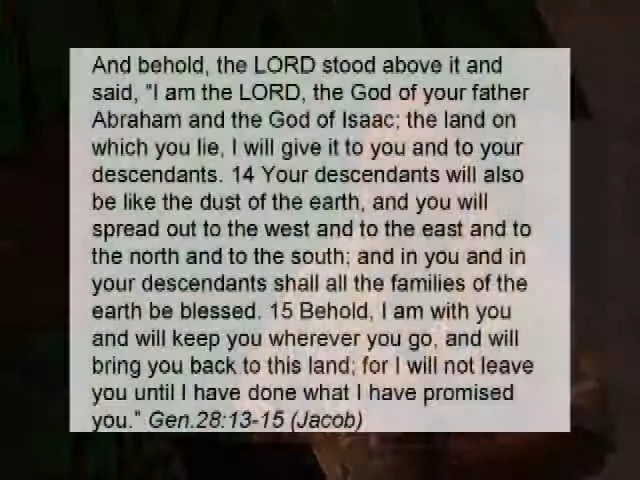 And behold, the LORD stood above it and
said, "I am the LORD, the God of your father
Abraham and the God of Isaac; the land on
which you lie, I will give it to you and to your
descendants. 14 Your descendants will also
be like the dust of the earth, and you will
spread out to the west and to the east and to
the north and to the south; and in you and in
your descendants shall all the families of the
earth be blessed. 15 Behold, I am with you
and will keep you wherever you go, and will
bring you back to this land; for I will not leave
you until I have done what I have promised
you." Gen.28:13-15 (Jacob)